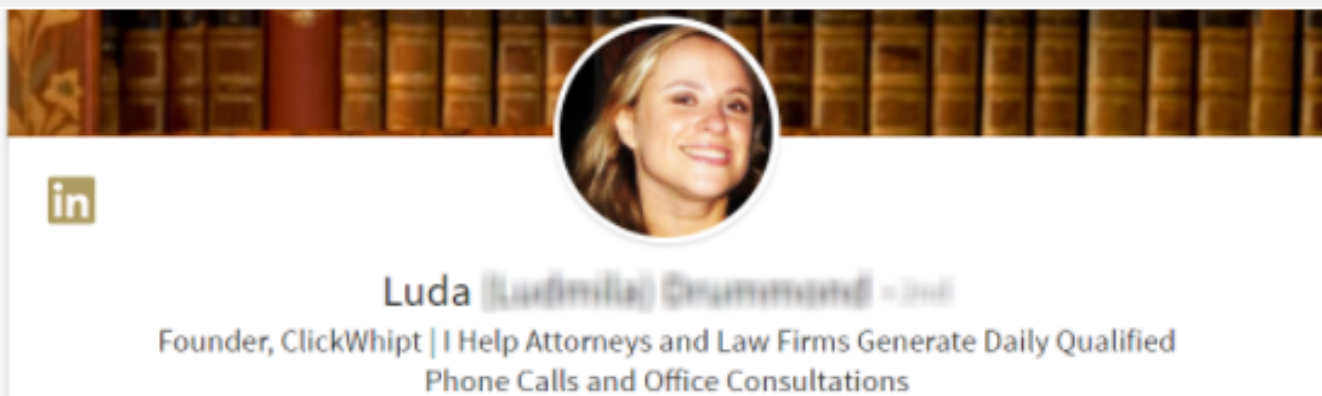 in
Luda
Founder, ClickWhipt | I Help Attorneys and Law Firms Generate Daily Qualified
Phone Calls and Office Consultations